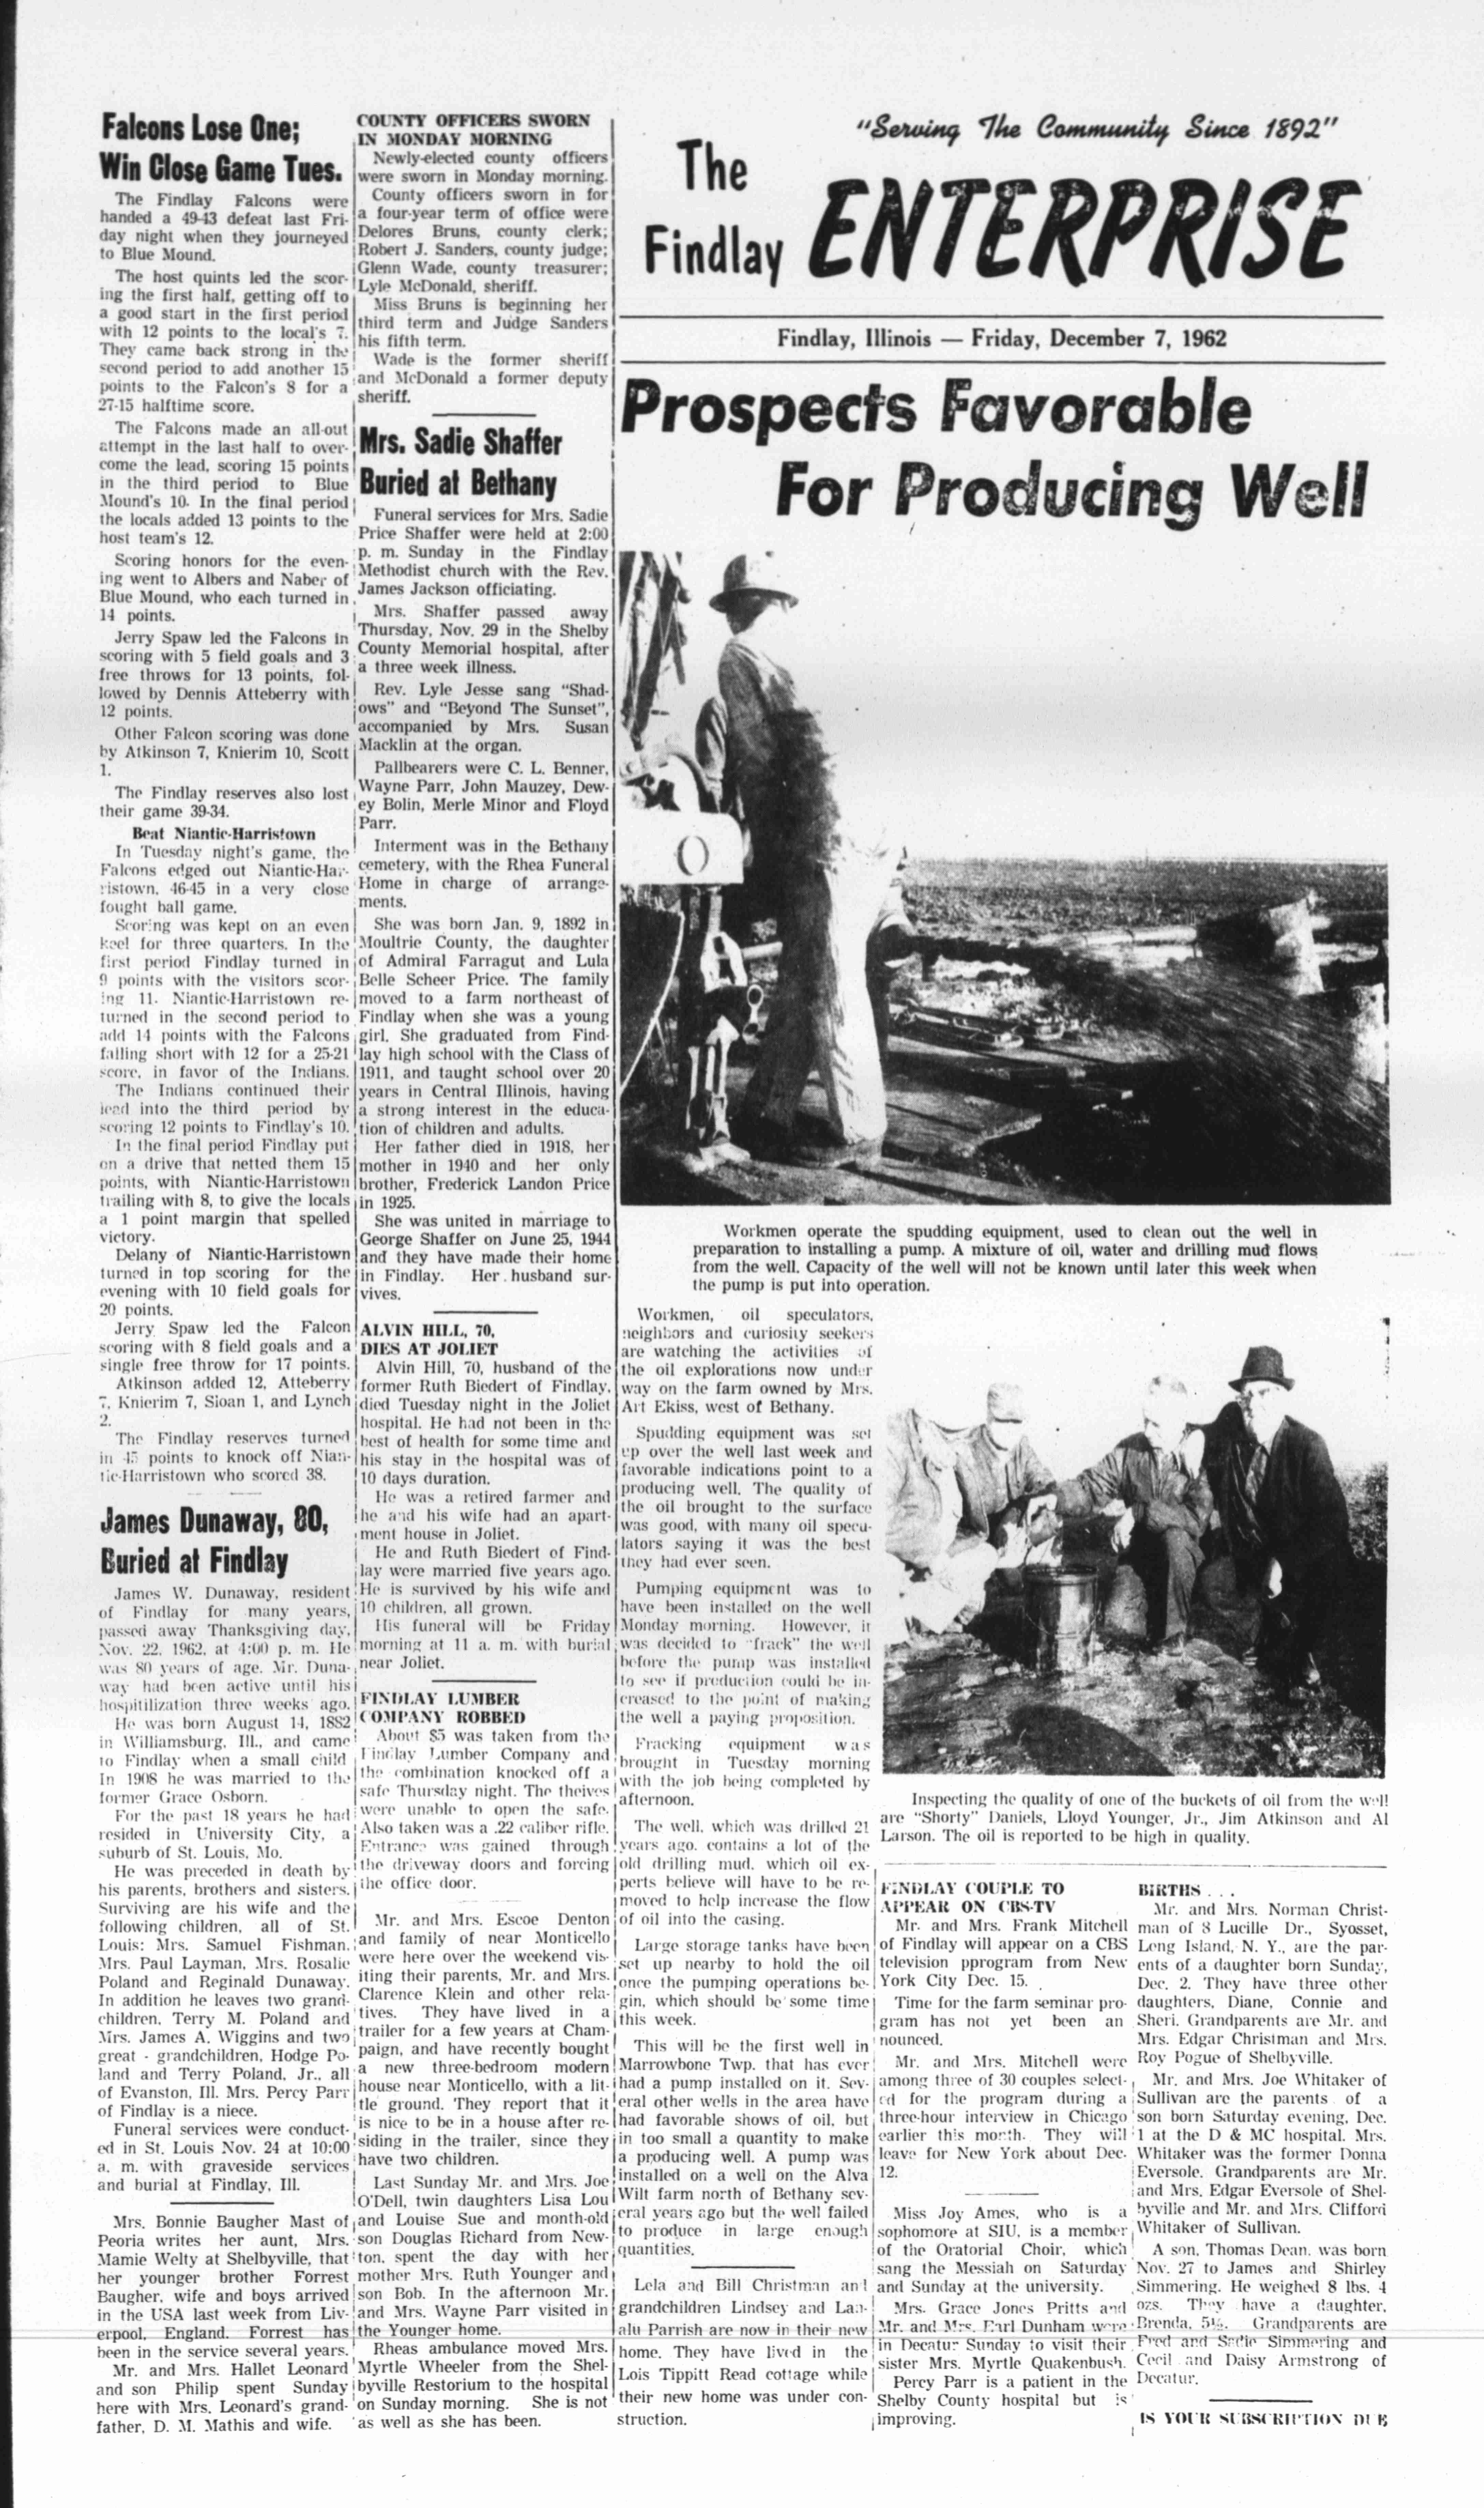 Falcons Lose One;
Win Close Game Tues.
The Findlay Falcons were
handed a 49-43 defeat last Fri-
day night when they journeyed
to Blue Mound.
The host quints led the scor-
ing the first half, getting off to
a good start in the first period
with 12 points to the local's 7.
They came back strong in the
second period to add another 15
points to the Falcon's 8 for a
27-15 halftime score.
The Falcons made an all-out
attempt in the last half to over-
come the lead, scoring 15 points
in the third period to Blue
Mound's 10. In the final period
the locals added 13 points to the
host team's 12.
Scoring honors for the even-
ing went to Albers and Naber of
Blue Mound, who each turned in
14 points.
Jerry Spaw led the Falcons in
scoring with 5 field goals and 3
free throws for 13 points, fol-
lowed by Dennis Atteberry with
12 points.
Other Falcon scoring was done
by Atkinson 7, Knierim 10, Scott
1.
The Findlay reserves also lost
their game 39-34.
Beat Niantic-Harristown
In Tuesday night's game, the
Falcons edged out Niantic-Har-
ristown, 46-45 in a very close
fought ball game.
Scoring was kept on an even
keel for three quarters. In the
first period Findlay turned in
9 points with the visitors scor-
ing 11. Niantic-Harristown re-
turned in the second period to
add 14 points with the Falcons
falling short with 12 for a 25-21
score, in favor of the Indians.
The Indians continued their
lead into the third period by
scoring 12 points to Findlay's 10.
In the final period Findlay put
on a drive that netted them 15
points, with Niantic-Harristown
trailing with 8, to give the locals
a 1 point margin that spelled
victory.
Delany of Niantic-Harristown
turned in top scoring for the
evening with 10 field goals for
20 points.
Jerry Spaw led the Falcon
scoring with 8 field goals and a
single free throw for 17 points.
Atkinson added 12, Atteberry
7, Knierim 7, Sloan 1, and Lynch
2.
The Findlay reserves turned
in 45 points to knock off Nian-
tic-Harristown who scored 38.
James Dunaway, 80,
Buried at Findlay
James W. Dunaway, resident
of Findlay for many years,
passed away Thanksgiving day,
Nov. 22, 1962, at 4:00 p. m. He
was 80 years of age. Mr. Duna-
way had been active until his
hospitilization three weeks ago.
He was born August 14, 1882
in Williamsburg, Ill., and came
to Findlay when a small child
In 1908 he was married to the
former Grace Osborn.
For the past 18 years he had
resided in University City, a
suburb of St. Louis, Mo.
He was preceded in death by
his parents, brothers and sisters.
Surviving are his wife and the
following children, all of St.
Louis: Mrs. Samuel Fishman,
Mrs. Paul Layman, Mrs. Rosalie
Poland and Reginald Dunaway.
In addition he leaves two grand-
children, Terry M. Poland and
Mrs. James A. Wiggins and two
great - grandchildren, Hodge Po-
land and Terry Poland, Jr., all
of Evanston, Ill. Mrs. Percy Parr
of Findlay is a niece.
Funeral services were conduct-
ed in St. Louis Nov. 24 at 10:00
a. m. with graveside services
and burial at Findlay, Ill.
Mrs. Bonnie Baugher Mast of
Peoria writes her aunt, Mrs.
Mamie Welty at Shelbyville, that
her younger brother Forrest
Baugher, wife and boys arrived
in the USA last week from Liv-
erpool, England. Forrest has
been in the service several years.
Mr. and Mrs. Hallet Leonard
and son Philip spent Sunday
here with Mrs. Leonard's grand-
father, D. M. Mathis and wife.
COUNTY OFFICERS SWORN
IN MONDAY MORNING
Newly-elected county officers
were sworn in Monday morning.
County officers sworn in for
a four-year term of office were
Delores Bruns, county clerk;
Robert J. Sanders, county judge;
Glenn Wade, county treasurer;
Lyle McDonald, sheriff.
Miss Bruns is beginning her
third term and Judge Sanders
his fifth term.
Wade is the former sheriff
and McDonald a former deputy
sheriff.
Mrs. Sadie Shaffer
Buried at Bethany
Funeral services for Mrs. Sadie
Price Shaffer were held at 2:00
p. m. Sunday in the Findlay
Methodist church with the Rev.
James Jackson officiating.
Mrs. Shaffer passed away
Thursday, Nov. 29 in the Shelby
County Memorial hospital, after
a three week illness.
Rev. Lyle Jesse sang "Shad-
ows" and "Beyond The Sunset",
accompanied by Mrs. Susan
Macklin at the organ.
Pallbearers were C. L. Benner,
Wayne Parr, John Mauzey, Dew-
ey Bolin, Merle Minor and Floyd
Parr.
Interment was in the Bethany
cemetery, with the Rhea Funeral
Home in charge of arrange-
ments.
She was born Jan. 9, 1892 in
Moultrie County, the daughter
of Admiral Farragut and Lula
Belle Scheer Price. The family
moved to a farm northeast of
Findlay when she was a young
girl. She graduated from Find-
lay high school with the Class of
1911, and taught school over 20
years in Central Illinois, having
a strong interest in the educa-
tion of children and adults.
Her father died in 1918, her
mother in 1940 and her only
brother, Frederick Landon Price
in 1925.
She was united in marriage to
George Shaffer on June 25, 1944
and they have made their home
in Findlay. Her husband sur-
vives.
ALVIN HILL, 70,
DIES AT JOLIET
Alvin Hill, 70, husband of the
former Ruth Biedert of Findlay,
died Tuesday night in the Joliet
hospital. He had not been in the
best of health for some time and
his stay in the hospital was of
10 days duration.
He was a retired farmer and
he and his wife had an apart-
ment house in Joliet.
He and Ruth Biedert of Find-
lay were married five years ago.
He is survived by his wife and
10 children, all grown.
His funeral will be Friday
morning at 11 a. m. with burial
near Joliet.
FINDLAY LUMBER
COMPANY ROBBED
About $5 was taken from the
Findlay Lumber Company and
the combination knocked off a
safe Thursday night. The theives
were unable to open the safe.
Also taken was a .22 caliber rifle.
Entrance was gained through
the driveway doors and forcing
the office door.
Mr. and Mrs. Escoe Denton
and family of near Monticello
were here over the weekend vis-
iting their parents, Mr. and Mrs.
Clarence Klein and other rela-
tives. They have lived in a
trailer for a few years at Cham-
paign, and have recently bought
a new three-bedroom modern
house near Monticello, with a lit-
tle ground. They report that it
is nice to be in a house after re-
siding in the trailer, since they
have two children.
Last Sunday Mr. and Mrs. Joe
O'Dell, twin daughters Lisa Lou
and Louise Sue and month-old
son Douglas Richard from New-
ton, spent the day with her
mother Mrs. Ruth Younger and
son Bob. In the afternoon Mr.
and Mrs. Wayne Parr visited in
the Younger home.
Rheas ambulance moved Mrs.
Myrtle Wheeler from the Shel-
byville Restorium to the hospital
on Sunday morning. She is not
as well as she has been.
"Serving The Community Since 1892"
The
Findlay ENTERPRISE
Findlay, Illinois — Friday, December 7, 1962
Prospects Favorable
For Producing Well
Workmen operate the spudding equipment, used to clean out the well in
preparation to installing a pump. A mixture of oil, water and drilling mud flows
from the well. Capacity of the well will not be known until later this week when
the pump is put into operation.
Workmen, oil speculators,
neighbors and curiosity seekers
are watching the activities of
the oil explorations now under
way on the farm owned by Mrs.
Art Ekiss, west of Bethany.
Spudding equipment was set
up over the well last week and
favorable indications point to a
producing well. The quality of
the oil brought to the surface
was good, with many oil specu-
lators saying it was the best
they had ever seen.
Pumping equipment was to
have been installed on the well
Monday morning. However, it
was decided to "frack" the well
before the pump was installed
to see if production could be in-
creased to the point of making
the well a paying proposition.
Fracking equipment was
brought in Tuesday morning
with the job being completed by
afternoon.
The well, which was drilled 21
years ago, contains a lot of the
old drilling mud, which oil ex-
perts believe will have to be re-
moved to help increase the flow
of oil into the casing.
Large storage tanks have been
set up nearby to hold the oil
once the pumping operations be-
gin, which should be some time
this week.
This will be the first well in
Marrowbone Twp. that has ever
had a pump installed on it. Sev-
eral other wells in the area have
had favorable shows of oil, but
in too small a quantity to make
a producing well. A pump was
installed on a well on the Alva
Wilt farm north of Bethany sev-
eral years ago but the well failed
to produce in large enough
quantities.
Lela and Bill Christman and
grandchildren Lindsey and Lan-
alu Parrish are now in their new
home. They have lived in the
Lois Tippitt Read cottage while
their new home was under con-
struction.
Inspecting the quality of one of the buckets of oil from the well
are "Shorty" Daniels, Lloyd Younger, Jr., Jim Atkinson and Al
Larson. The oil is reported to be high in quality.
FINDLAY COUPLE TO
APPEAR ON CBS-TV
Mr. and Mrs. Frank Mitchell
of Findlay will appear on a CBS
television pprogram from New
York City Dec. 15.
Time for the farm seminar pro-
gram has not yet been an
nounced.
Mr. and Mrs. Mitchell were
among three of 30 couples select-
ed for the program during a
three-hour interview in Chicago
earlier this month. They will
leave for New York about Dec.
12.
Miss Joy Ames, who is a
sophomore at SIU, is a member
of the Oratorial Choir, which
sang the Messiah on Saturday
and Sunday at the university.
Mrs. Grace Jones Pritts and
Mr. and Mrs. Earl Dunham were
in Decatur Sunday to visit their
sister Mrs. Myrtle Quakenbush.
Percy Parr is a patient in the
Shelby County hospital but is
improving.
BIRTHS . . .
Mr. and Mrs. Norman Christ-
man of 8 Lucille Dr., Syosset,
Long Island, N. Y., are the par-
ents of a daughter born Sunday,
Dec. 2. They have three other
daughters, Diane, Connie and
Sheri. Grandparents are Mr. and
Mrs. Edgar Christman and Mrs.
Roy Pogue of Shelbyville.
Mr. and Mrs. Joe Whitaker of
Sullivan are the parents of a
son born Saturday evening, Dec.
1 at the D & MC hospital. Mrs.
Whitaker was the former Donna
Eversole. Grandparents are Mr.
and Mrs. Edgar Eversole of Shel-
byville and Mr. and Mrs. Clifford
Whitaker of Sullivan.
A son, Thomas Dean, was born
Nov. 27 to James and Shirley
Simmering. He weighed 8 lbs. 4
ozs. They have a daughter,
Brenda, 5½. Grandparents are
Fred and Sadie Simmering and
Cecil and Daisy Armstrong of
Decatur.
IS YOUR SUBSCRIPTION DUE